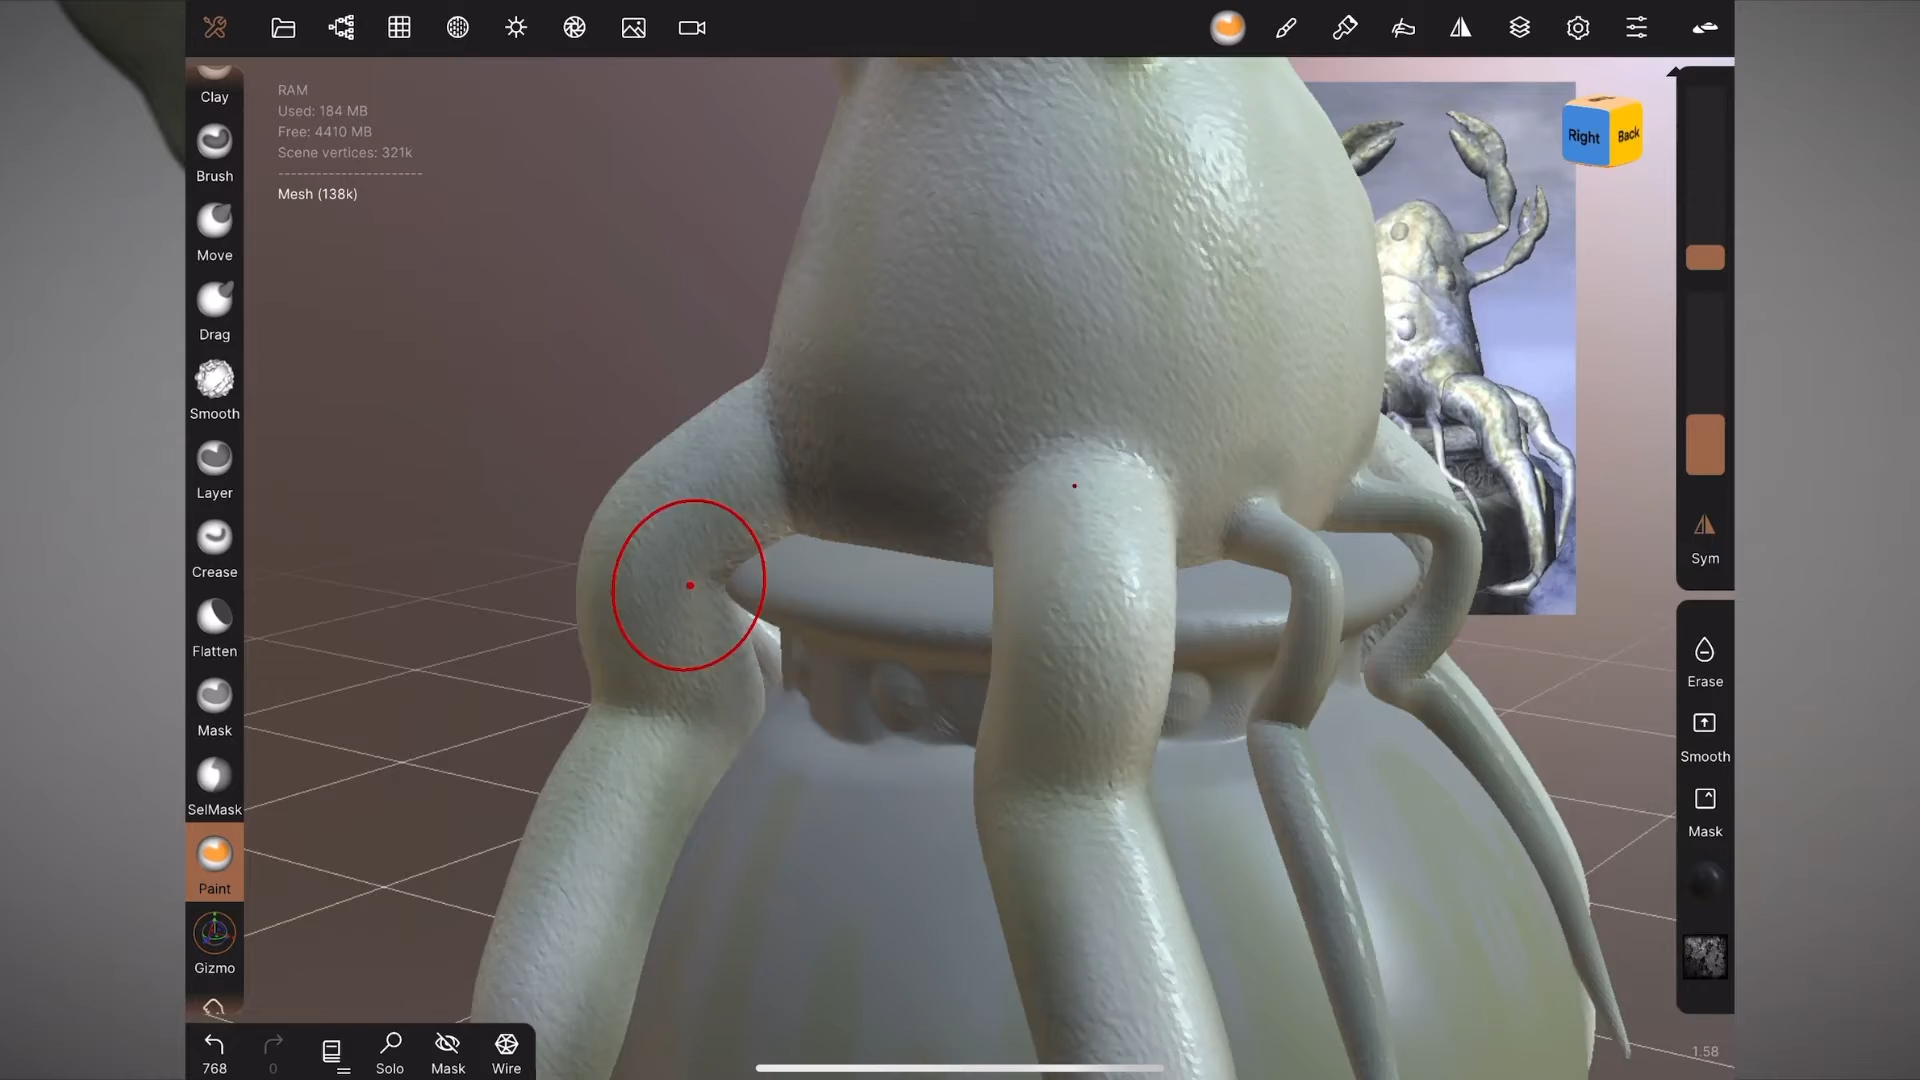 RAM
Used: 184 MB
Free: 4410 MB
Scene vertices: 321k
-----------------------
Mesh (138k)
Clay
Brush
Move
Drag
Smooth
Layer
Crease
Flatten
Mask
SelMask
Paint
Gizmo
768
0
Solo
Mask
Wire
Right
Back
Sym
Erase
Smooth
Mask
1.58